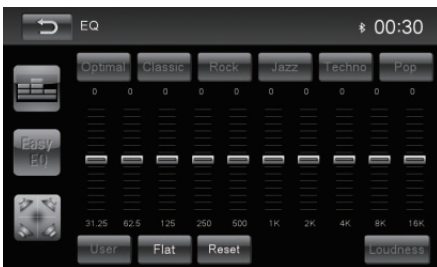 EQ 00:30
Optimal Classic Rock Jazz Techno Pop
0 0 0 0 0 0 0 0 0 0
Easy
EQ
31.25 62.5 125 250 500 1K 2K 4K 8K 16K
User Flat Reset Loudness